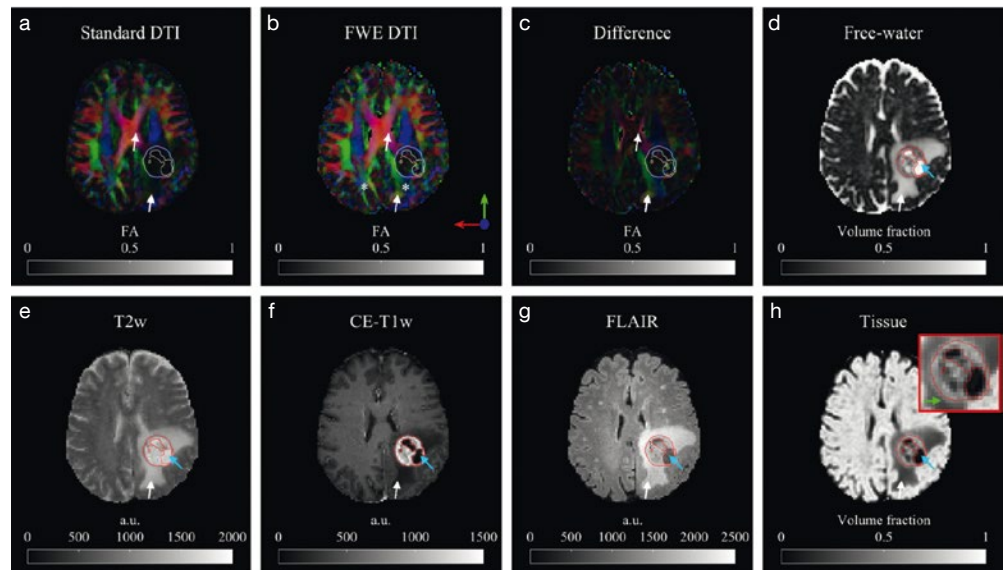 a
Standard DTI
FA
0 0.5 1
b
FWE DTI
*
*
FA
0 0.5 1
c
Difference
FA
0 0.5 1
d
Free-water
Volume fraction
0 0.5 1
e
T2w
a.u.
0 500 1000 1500 2000
f
CE-T1w
a.u.
0 500 1000 1500
g
FLAIR
a.u.
0 500 1000 1500 2000 2500
h
Tissue
Volume fraction
0 0.5 1